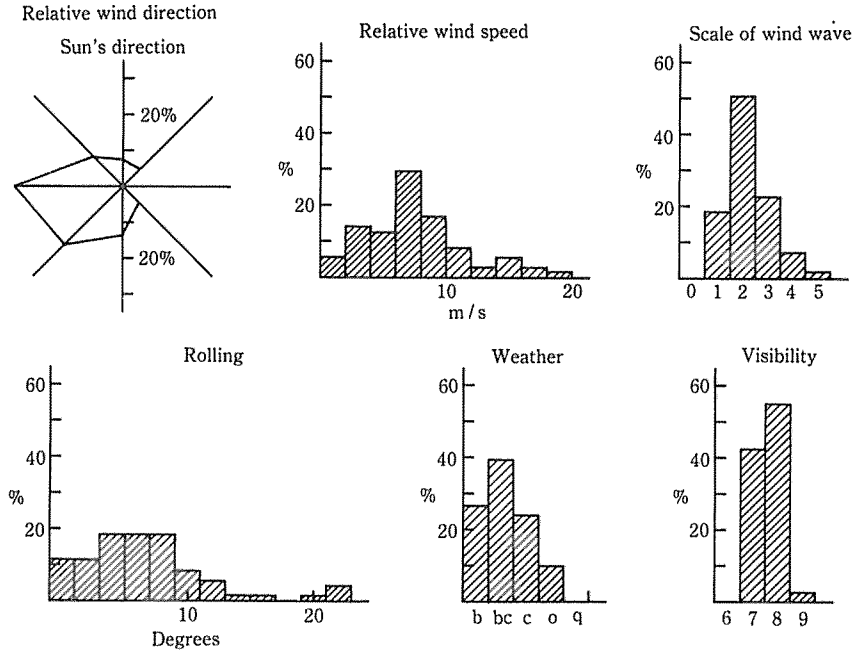 Relative wind direction
Sun's direction
20%
20%
Relative wind speed
60
40
%
20
10 20
m / s
Scale of wind wave
60
40
%
20
0 1 2 3 4 5
Rolling
60
40
%
20
10 20
Degrees
Weather
60
40
%
20
b bc c o q
Visibility
60
40
%
20
6 7 8 9